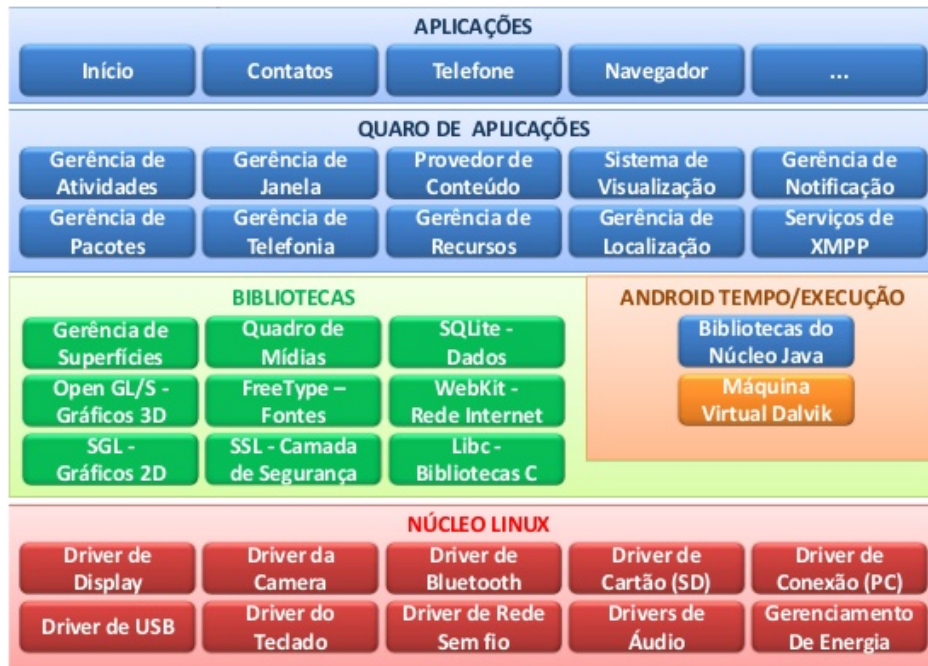 APLICAÇÕES
Início
Contatos
Telefone
Navegador
...
QUARO DE APLICAÇÕES
Gerência de
Atividades
Gerência de
Janela
Provedor de
Conteúdo
Sistema de
Visualização
Gerência de
Notificação
Gerência de
Pacotes
Gerência de
Telefonia
Gerência de
Recursos
Gerência de
Localização
Serviços de
XMPP
BIBLIOTECAS
Gerência de
Superfícies
Quadro de
Mídias
SQLite -
Dados
Open GL/S -
Gráficos 3D
FreeType –
Fontes
WebKit -
Rede Internet
SGL -
Gráficos 2D
SSL - Camada
de Segurança
Libc -
Bibliotecas C
ANDROID TEMPO/EXECUÇÃO
Bibliotecas do
Núcleo Java
Máquina
Virtual Dalvik
NÚCLEO LINUX
Driver de
Display
Driver da
Camera
Driver de
Bluetooth
Driver de
Cartão (SD)
Driver de
Conexão (PC)
Driver de USB
Driver do
Teclado
Driver de Rede
Sem fio
Drivers de
Áudio
Gerenciamento
De Energia